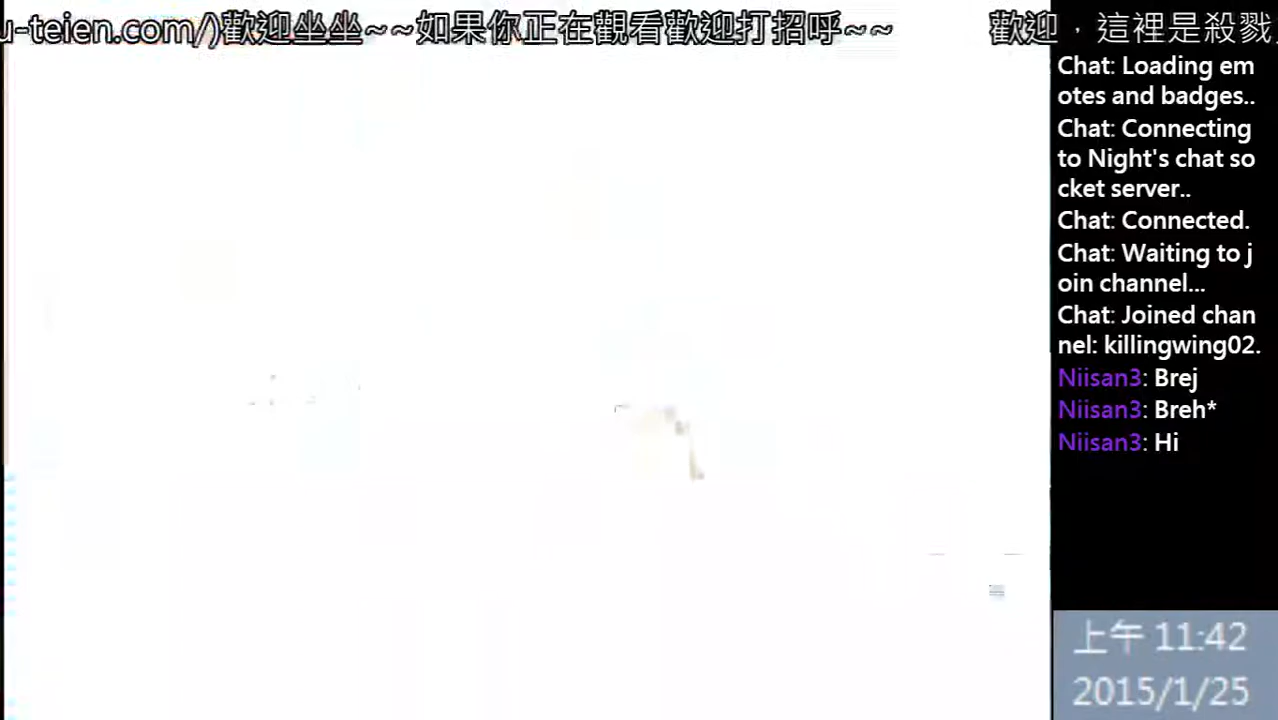 u-teien.com/)歡迎坐坐~~如果你正在觀看歡迎打招呼~~ 歡迎，這裡是殺戮
Chat: Loading em
otes and badges..
Chat: Connecting
to Night's chat so
cket server..
Chat: Connected.
Chat: Waiting to j
oin channel...
Chat: Joined chan
nel: killingwing02.
Niisan3: Brej
Niisan3: Breh*
Niisan3: Hi
上午 11:42
2015/1/25